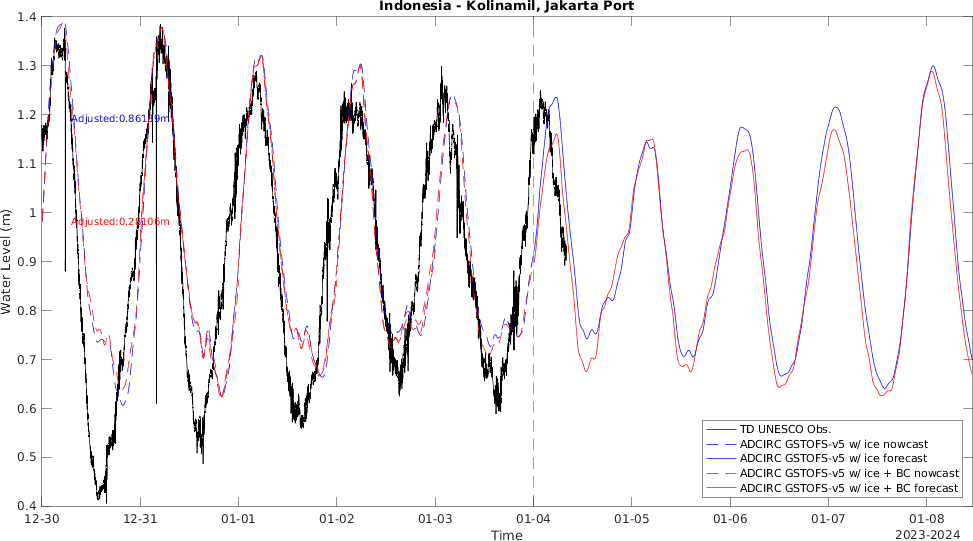 Indonesia - Kolinamil, Jakarta Port
1.4
1.3
1.2
1.1
1
0.9
0.8
0.7
0.6
0.5
0.4
Water Level (m)
Adjusted:0.86139m
Adjusted:0.28106m
TD UNESCO Obs.
ADCIRC GSTOFS-v5 w/ ice nowcast
ADCIRC GSTOFS-v5 w/ ice forecast
ADCIRC GSTOFS-v5 w/ ice + BC nowcast
ADCIRC GSTOFS-v5 w/ ice + BC forecast
12-30 12-31 01-01 01-02 01-03 01-04 01-05 01-06 01-07 01-08
Time
2023-2024